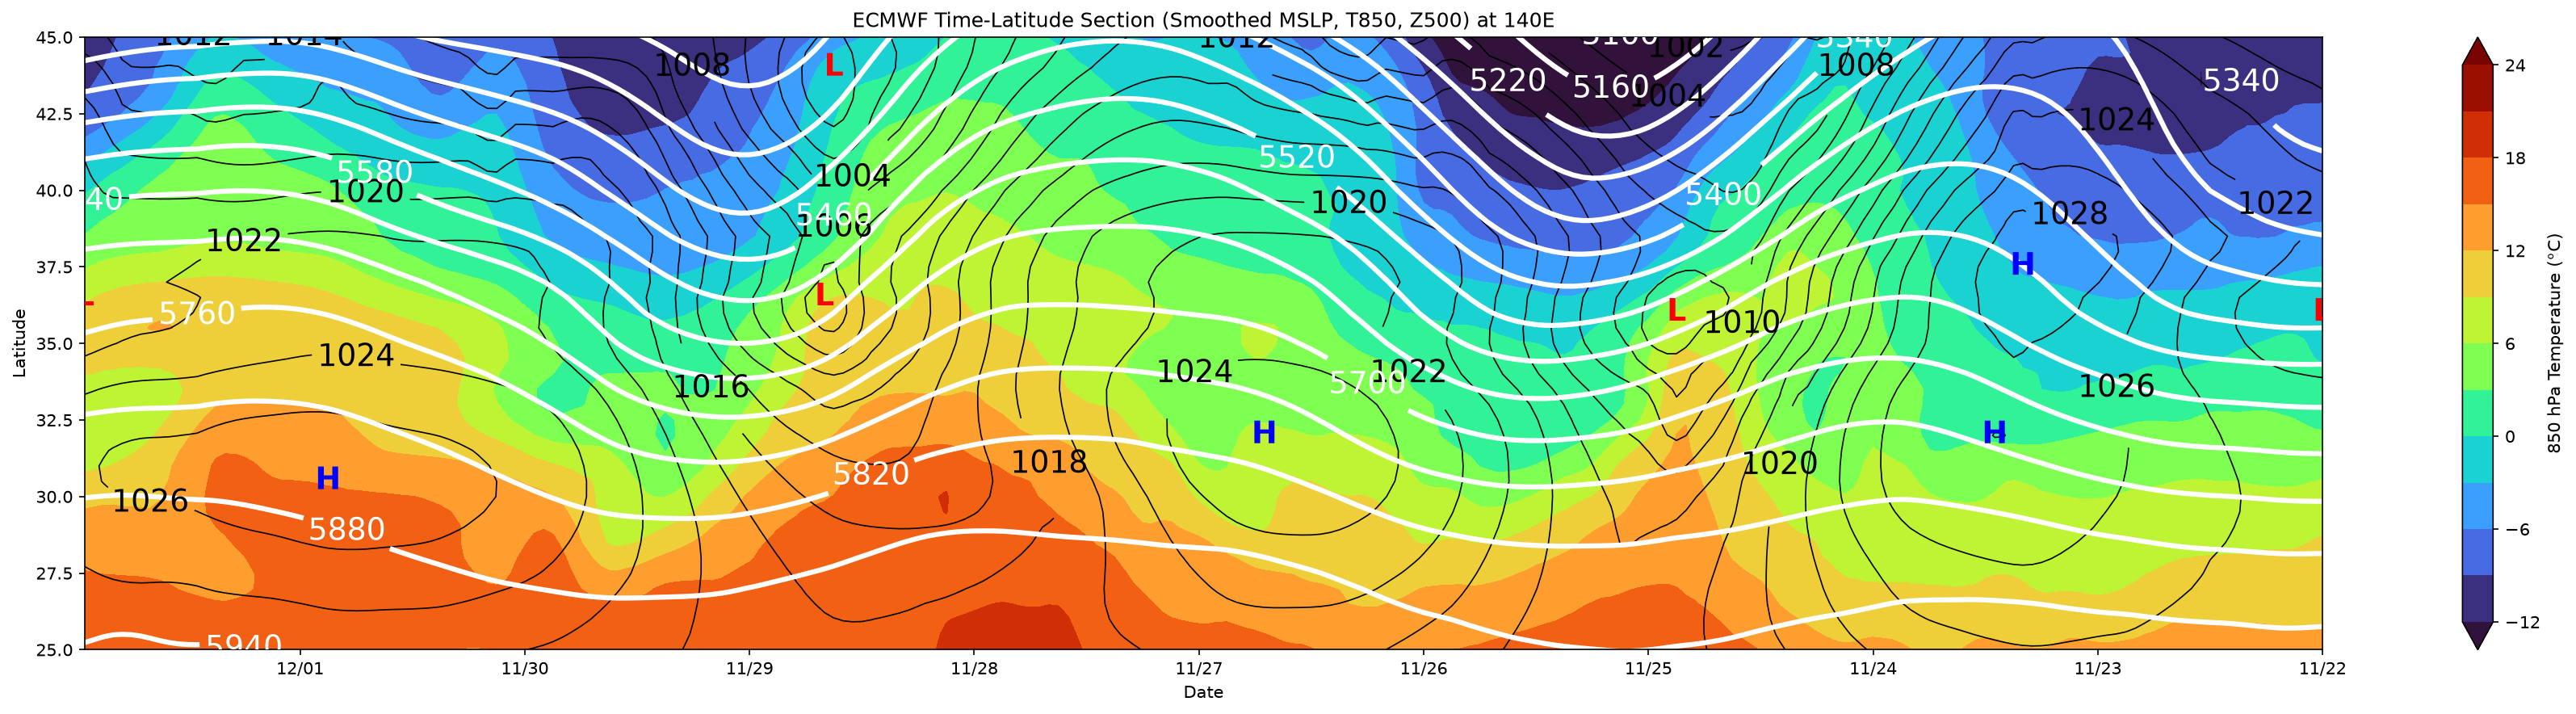 ECMWF Time-Latitude Section (Smoothed MSLP, T850, Z500) at 140E
45.0
42.5
40.0
37.5
35.0
32.5
30.0
27.5
25.0
Latitude
1012 1014 1008 L 1012 5100 1002 5340
1008
5220 5160 1004 5340
1024
5520
5580 1004
40 1020 1020 5400 1022
5460 1028
1022 1006
H
L
5760 L 1010
1024
1024 1022
1016 5700 1026
H H
5820 1018 1020
H
1026
5880
5940
12/01 11/30 11/29 11/28 11/27 11/26 11/25 11/24 11/23 11/22
Date
24
18
12
6
0
−6
−12
850 hPa Temperature (°C)